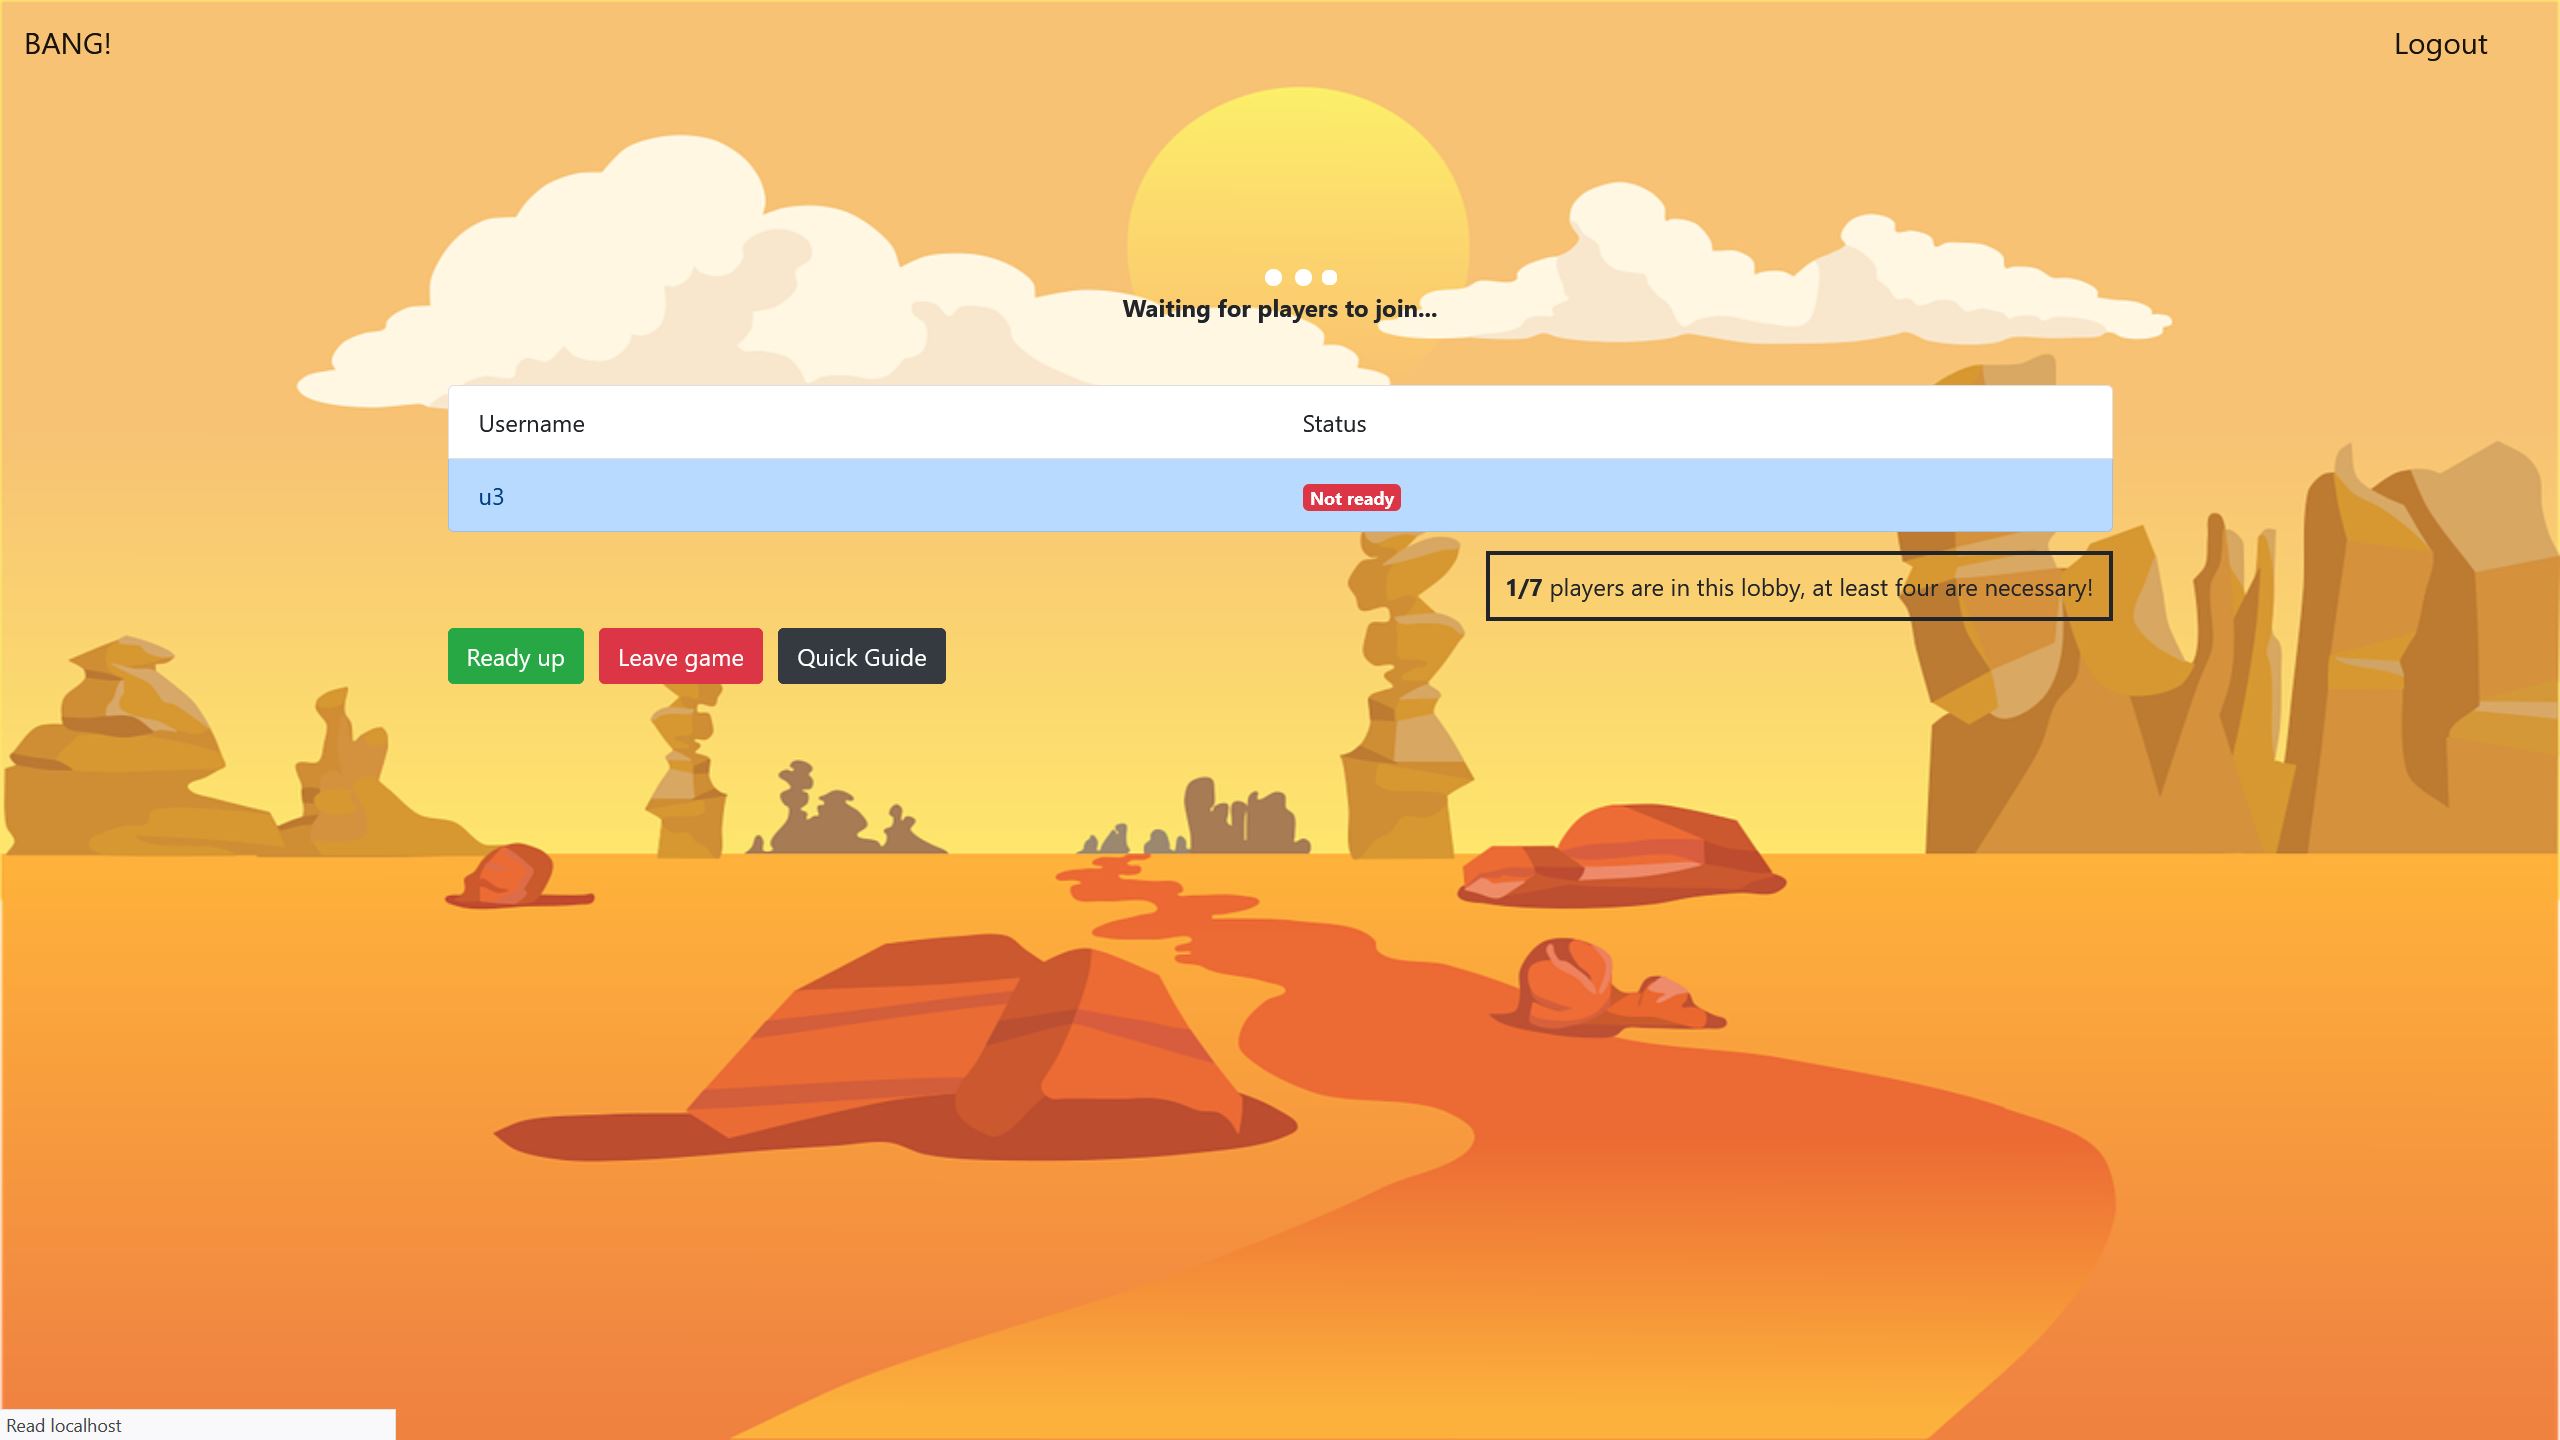 BANG!
Logout
Waiting for players to join...
Username Status
u3 Not ready
1/7 players are in this lobby, at least four are necessary!
Ready up Leave game Quick Guide
Read localhost